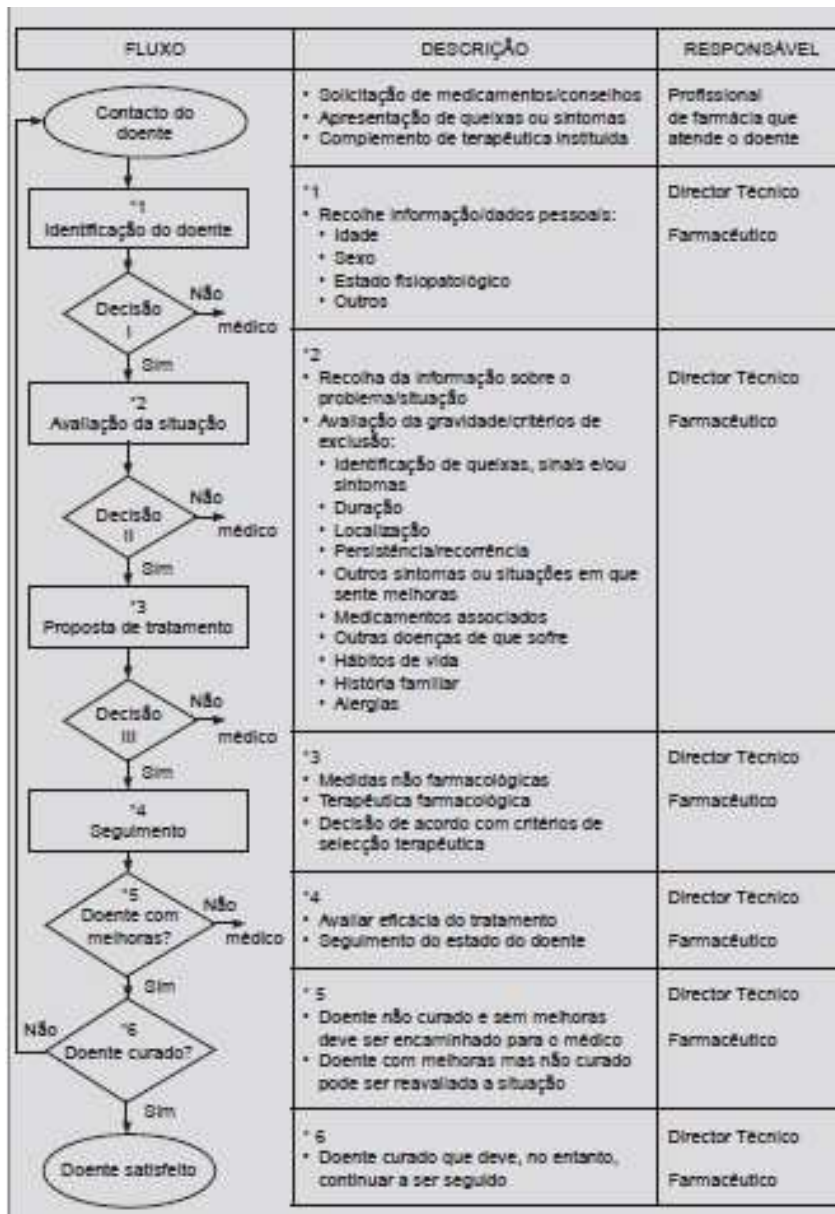 FLUXO
DESCRIÇÃO
RESPONSÁVEL
Contacto do
doente
• Solicitação de medicamentos/conselhos
• Apresentação de queixas ou sintomas
• Complemento de terapêutica instituída
Profissional
de farmácia que
atende o doente
*1
Identificação do doente
Decisão
I
Não
médico
Sim
*1
• Recolhe informação/dados pessoais:
• Idade
• Sexo
• Estado fisiopatológico
• Outros
Director Técnico
Farmacêutico
*2
Avaliação da situação
Decisão
II
Não
médico
Sim
*3
Proposta de tratamento
Decisão
III
Não
médico
Sim
*2
• Recolha da informação sobre o
problema/situação
• Avaliação da gravidade/critérios de
exclusão:
• Identificação de queixas, sinais e/ou
sintomas
• Duração
• Localização
• Persistência/recorrência
• Outros sintomas ou situações em que
sente melhoras
• Medicamentos associados
• Outras doenças de que sofre
• Hábitos de vida
• História familiar
• Alergias
Director Técnico
Farmacêutico
*4
Seguimento
*3
• Medidas não farmacológicas
• Terapêutica farmacológica
• Decisão de acordo com critérios de
selecção terapêutica
Director Técnico
Farmacêutico
*5
Doente com
melhoras?
Não
médico
Sim
*4
• Avaliar eficácia do tratamento
• Seguimento do estado do doente
Director Técnico
Farmacêutico
Não
*6
Doente curado?
Sim
*5
• Doente não curado e sem melhoras
deve ser encaminhado para o médico
• Doente com melhoras mas não curado
pode ser reavaliada a situação
Director Técnico
Farmacêutico
Doente satisfeito
*6
• Doente curado que deve, no entanto,
continuar a ser seguido
Director Técnico
Farmacêutico